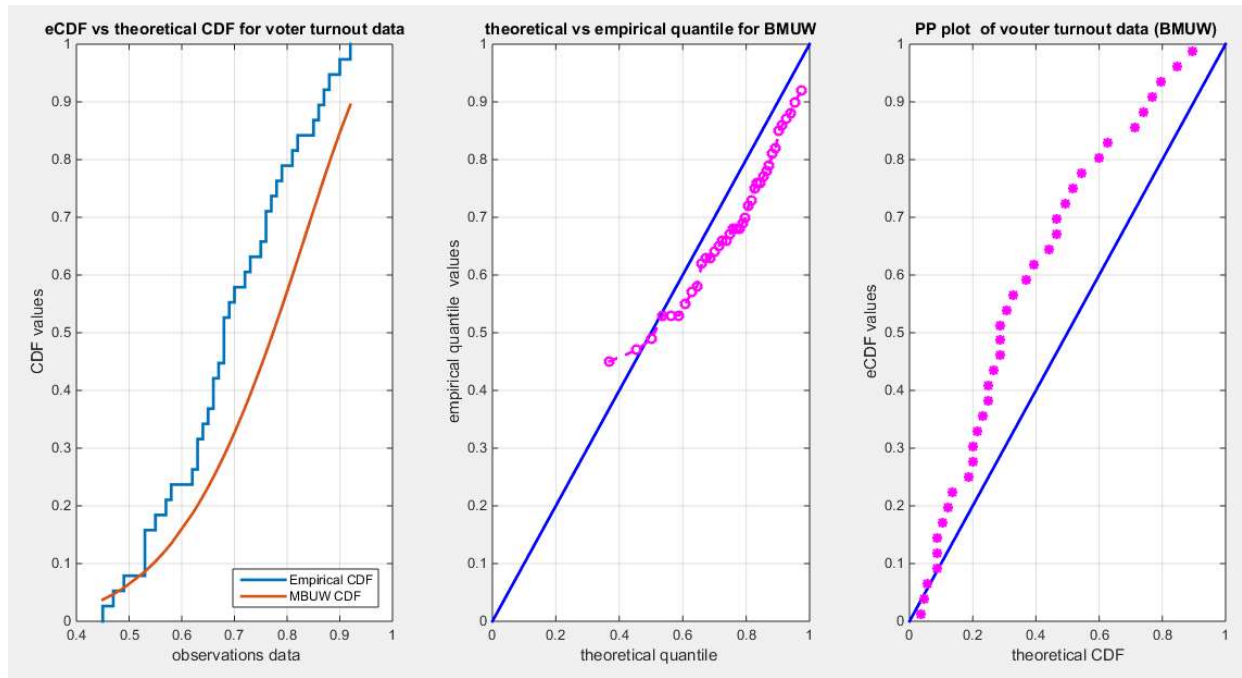 eCDF vs theoretical CDF for voter turnout data
1
0.9
0.8
0.7
0.6
0.5
0.4
0.3
0.2
0.1
0
CDF values
0.4 0.5 0.6 0.7 0.8 0.9 1
observations data
Empirical CDF
MBUW CDF
theoretical vs empirical quantile for BMUW
1
0.9
0.8
0.7
0.6
0.5
0.4
0.3
0.2
0.1
0
empirical quantile values
0 0.2 0.4 0.6 0.8 1
theoretical quantile
PP plot of vouter turnout data (BMUW)
1
0.9
0.8
0.7
0.6
0.5
0.4
0.3
0.2
0.1
0
eCDF values
0 0.2 0.4 0.6 0.8 1
theoretical CDF